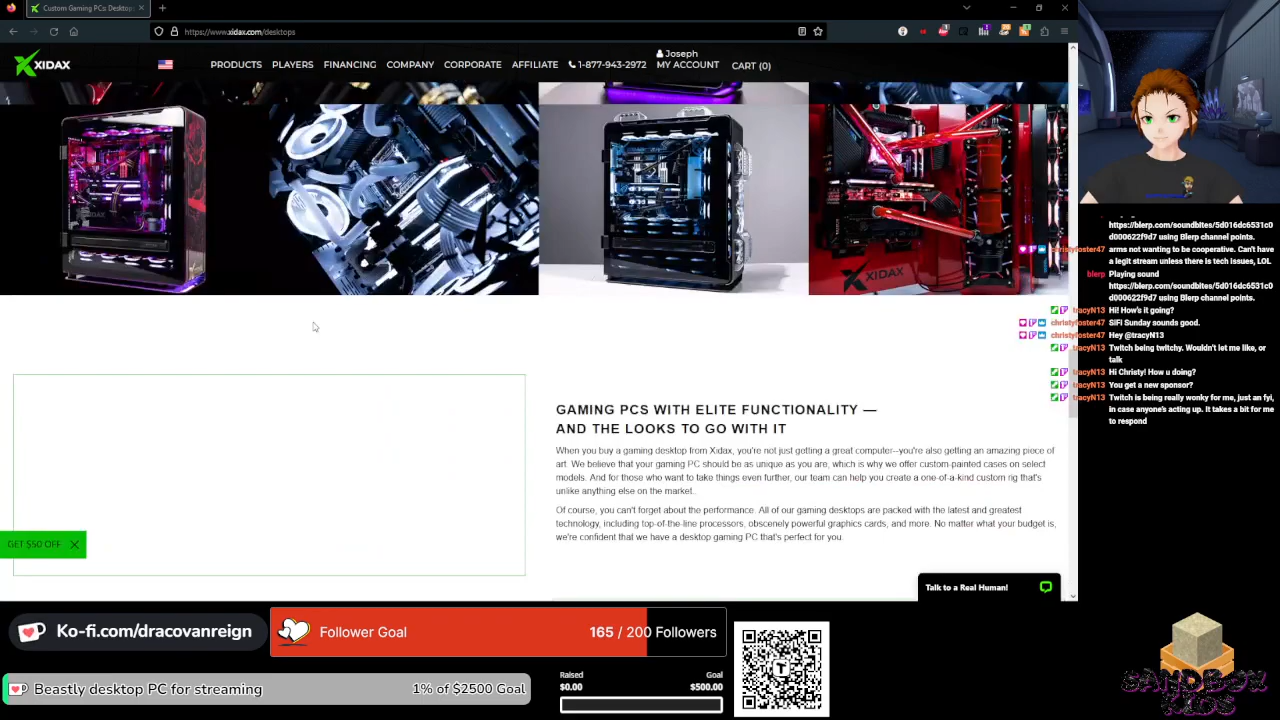 Custom Gaming PCs: Desktops
https://www.xidax.com/desktops
XIDAX
PRODUCTS
PLAYERS
FINANCING
COMPANY
CORPORATE
AFFILIATE
1-877-943-2972
Joseph
MY ACCOUNT
CART (0)
XIDAX
XIDAX
GAMING PCS WITH ELITE FUNCTIONALITY —
AND THE LOOKS TO GO WITH IT
When you buy a gaming desktop from Xidax, you're not just getting a great computer--you're also getting an amazing piece of
art. We believe that your gaming PC should be as unique as you are, which is why we offer custom-painted cases on select
models. And for those who want to take things even further, our team can help you create a one-of-a-kind custom rig that's
unlike anything else on the market..
Of course, you can't forget about the performance. All of our gaming desktops are packed with the latest and greatest
technology, including top-of-the-line processors, obscenely powerful graphics cards, and more. No matter what your budget is,
we're confident that we have a desktop gaming PC that's perfect for you.
GET $50 OFF
Talk to a Real Human!
https://blerp.com/soundbites/5d016dc6531c0
d000622f9d7 using Blerp channel points.
christyfoster47 arms not wanting to be cooperative. Can't have
a legit stream unless there is tech issues, LOL
blerp Playing sound
https://blerp.com/soundbites/5d016dc6531c0
d000622f9d7 using Blerp channel points.
tracyN13 Hi! How's it going?
christyfoster47 SiFi Sunday sounds good.
christyfoster47 Hey @tracyN13
tracyN13 Twitch being twitchy. Wouldn't let me like, or
talk
tracyN13 Hi Christy! How u doing?
tracyN13 You get a new sponsor?
tracyN13 Twitch is being really wonky for me, just an fyi,
in case anyone's acting up. It takes a bit for me
to respond
Ko-fi.com/dracovanreign
Follower Goal
165 / 200 Followers
Beastly desktop PC for streaming
1% of $2500 Goal
Raised
Goal
$0.00
$500.00
T
SANDBOX
KIDS